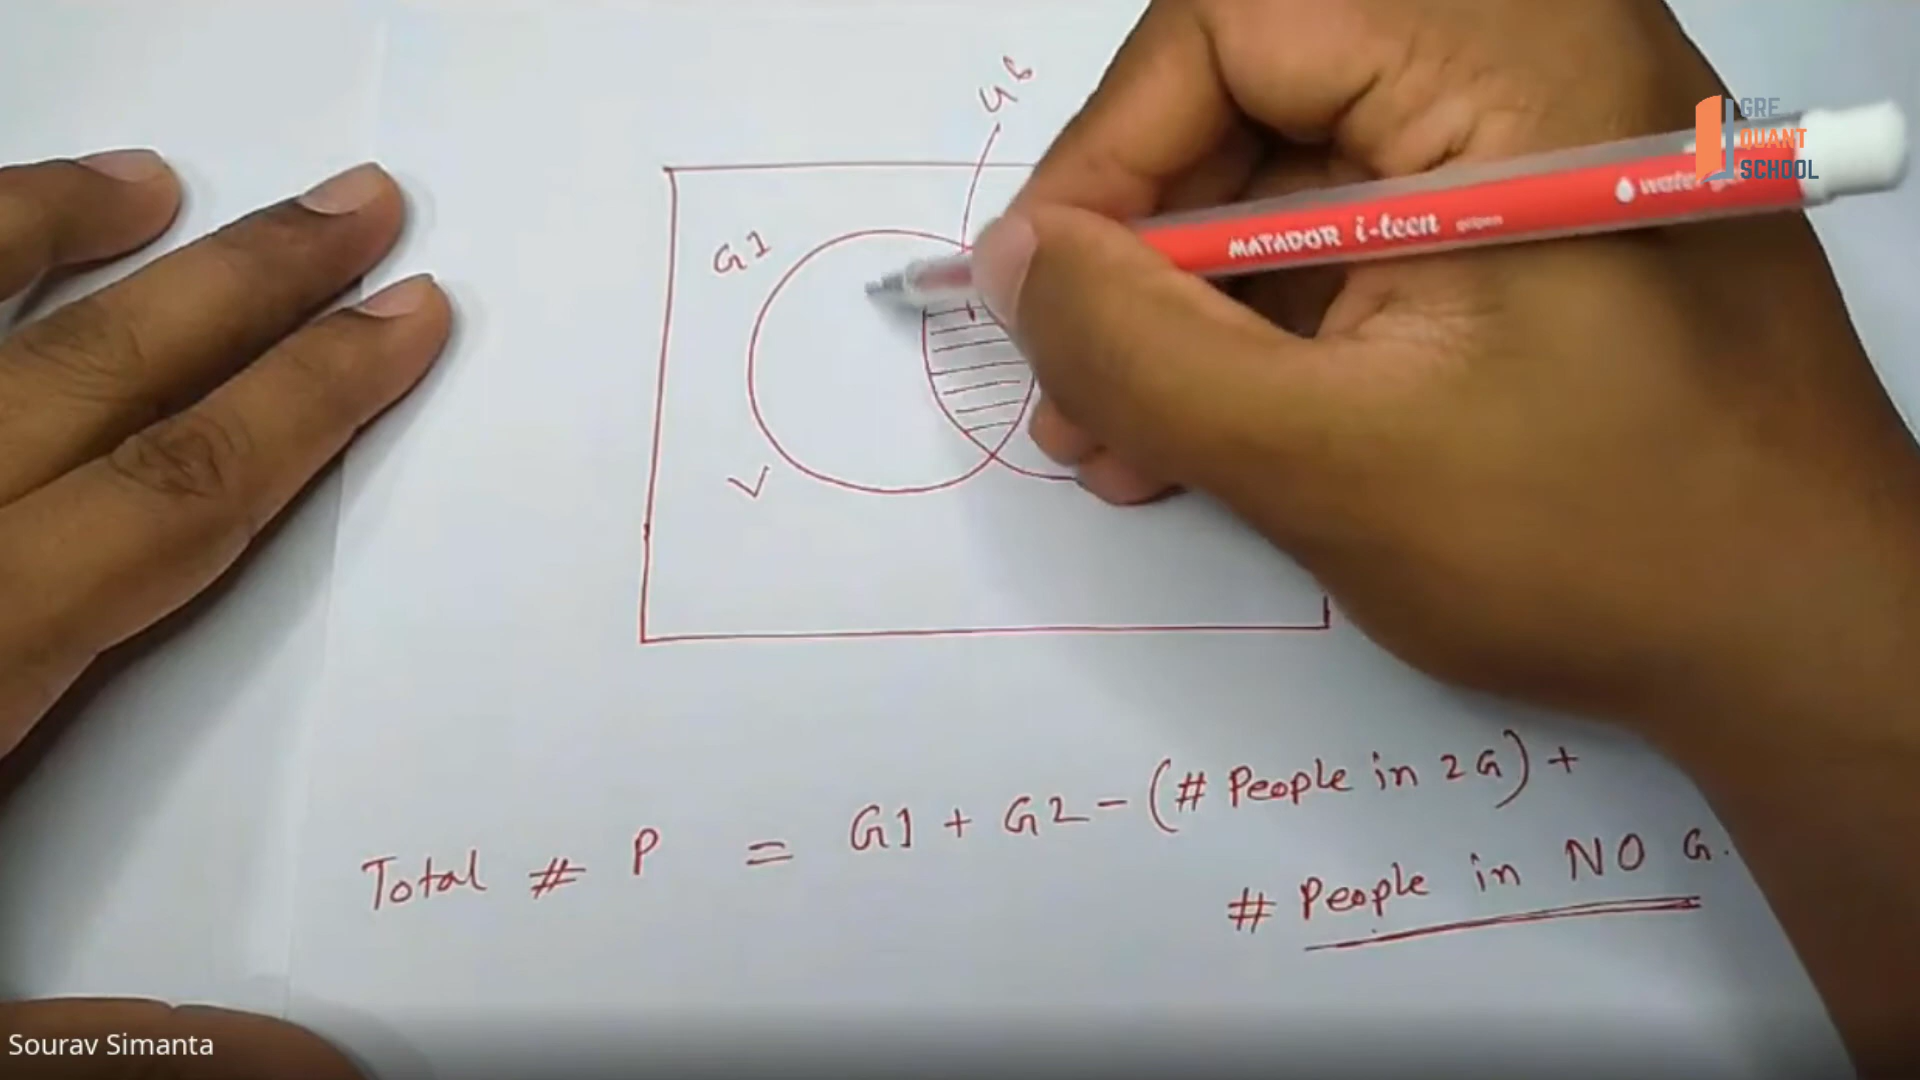 GRE
QUANT
SCHOOL
MATADOR i-teen
G b
G1
Total # P = G1 + G2 - (# People in 2G) +
# People in NO G.
Sourav Simanta